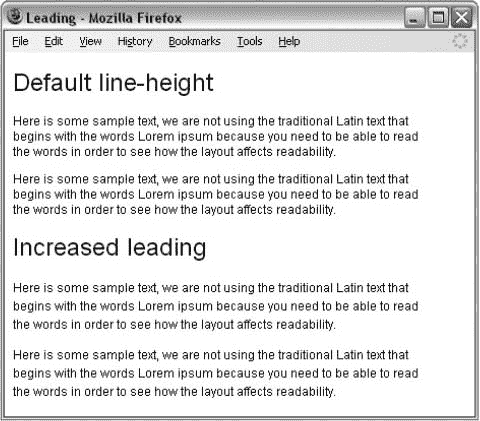 Leading - Mozilla Firefox
File Edit View History Bookmarks Tools Help
Default line-height
Here is some sample text, we are not using the traditional Latin text that
begins with the words Lorem ipsum because you need to be able to read
the words in order to see how the layout affects readability.
Here is some sample text, we are not using the traditional Latin text that
begins with the words Lorem ipsum because you need to be able to read
the words in order to see how the layout affects readability.
Increased leading
Here is some sample text, we are not using the traditional Latin text that
begins with the words Lorem ipsum because you need to be able to read
the words in order to see how the layout affects readability.
Here is some sample text, we are not using the traditional Latin text that
begins with the words Lorem ipsum because you need to be able to read
the words in order to see how the layout affects readability.